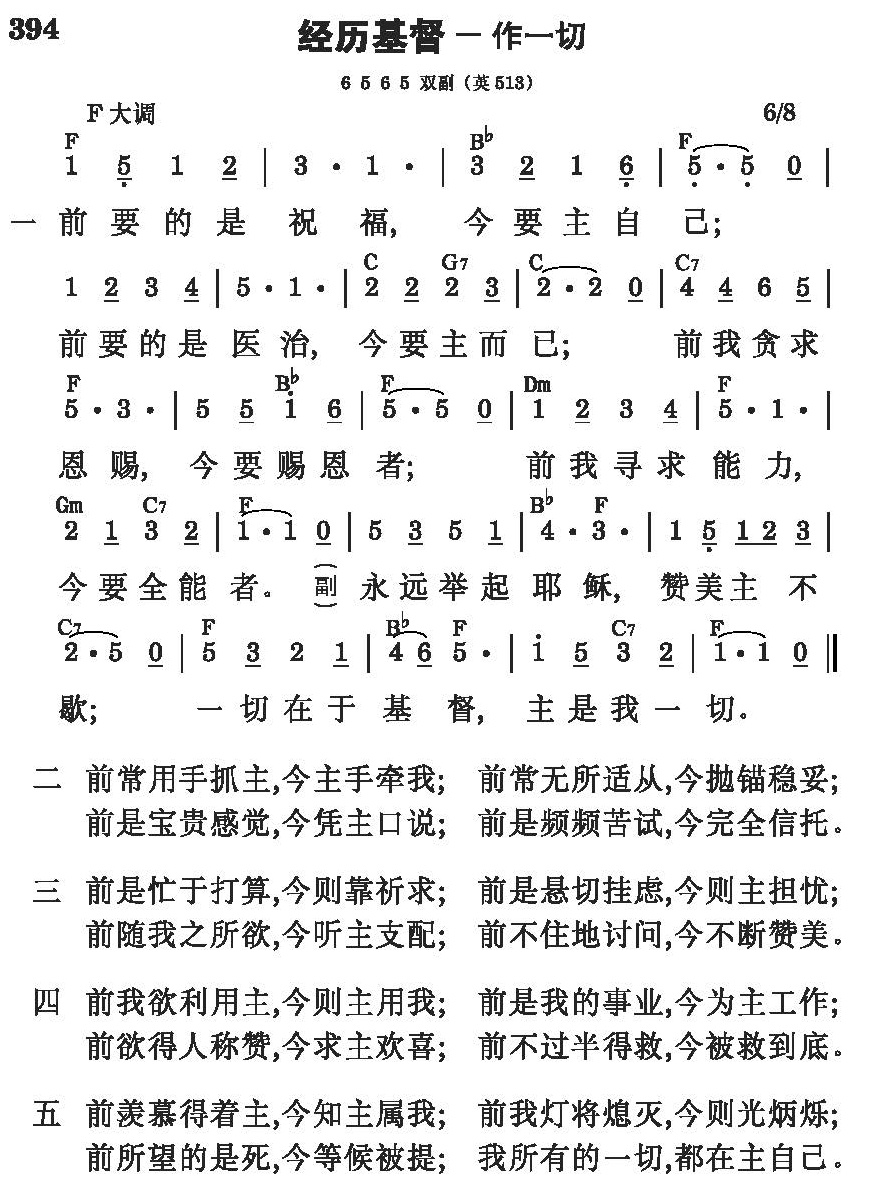 394
经历基督 — 作一切
6 5 6 5 双副（英513）
F大调 6/8
F B♭ F
1 5 1 2 | 3 · 1 · | 3 2 1 6 | 5 · 5 0 |
一 前要的是祝福, 今要主自己;
C G7 C C7
1 2 3 4 | 5 · 1 · | 2 2 2 3 | 2 · 2 0 | 4 4 6 5 |
前要的是医治, 今要主而已; 前我贪求
F B♭ F Dm F
5 · 3 · | 5 5 1 6 | 5 · 5 0 | 1 2 3 4 | 5 · 1 · |
恩赐, 今要赐恩者; 前我寻求能力,
Gm C7 F B♭ F
2 1 3 2 | 1 · 1 0 | 5 3 5 1 | 4 · 3 · | 1 5 1 2 3 |
今要全能者。(副) 永远举起耶稣, 赞美主不
C7 F B♭ F C7 F
2 · 5 0 | 5 3 2 1 | 4 6 5 · | 1 5 3 2 | 1 · 1 0 ‖
歇; 一切在于基督, 主是我一切。
二 前常用手抓主,今主手牵我; 前常无所适从,今抛锚稳妥;
前是宝贵感觉,今凭主口说; 前是频频苦试,今完全信托。
三 前是忙于打算,今则靠祈求; 前是悬切挂虑,今则主担忧;
前随我之所欲,今听主支配; 前不住地讨问,今不断赞美。
四 前我欲利用主,今则主用我; 前是我的事业,今为主工作;
前欲得人称赞,今求主欢喜; 前不过半得救,今被救到底。
五 前羡慕得着主,今知主属我; 前我灯将熄灭,今则光炳烁;
前所望的是死,今等候被提; 我所有的一切,都在主自己。